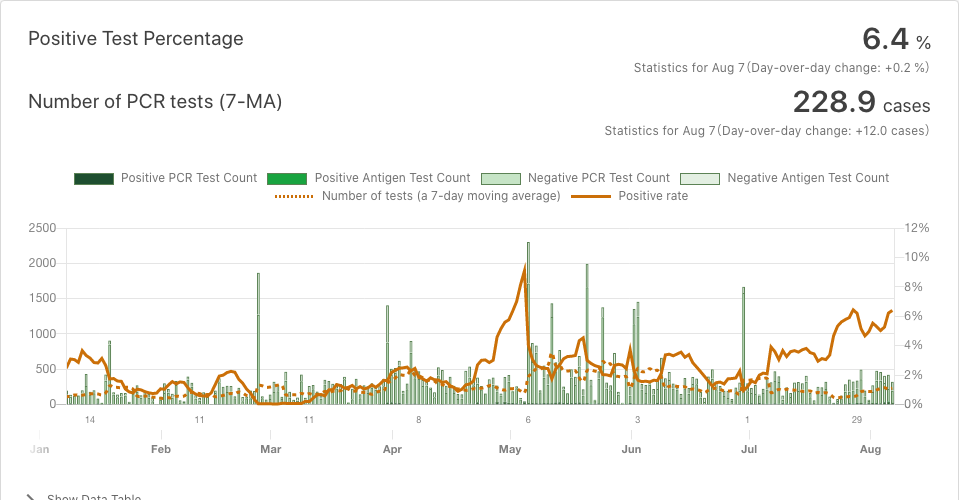 Positive Test Percentage
6.4 %
Statistics for Aug 7(Day-over-day change: +0.2 %)
Number of PCR tests (7-MA)
228.9 cases
Statistics for Aug 7(Day-over-day change: +12.0 cases)
Positive PCR Test Count Positive Antigen Test Count Negative PCR Test Count Negative Antigen Test Count
Number of tests (a 7-day moving average) Positive rate
2500 12%
2000 10%
1500 8%
1000 6%
500 4%
0 2%
0%
14 11 11 8 6 3 1 29
Jan Feb Mar Apr May Jun Jul Aug
Show Data Table